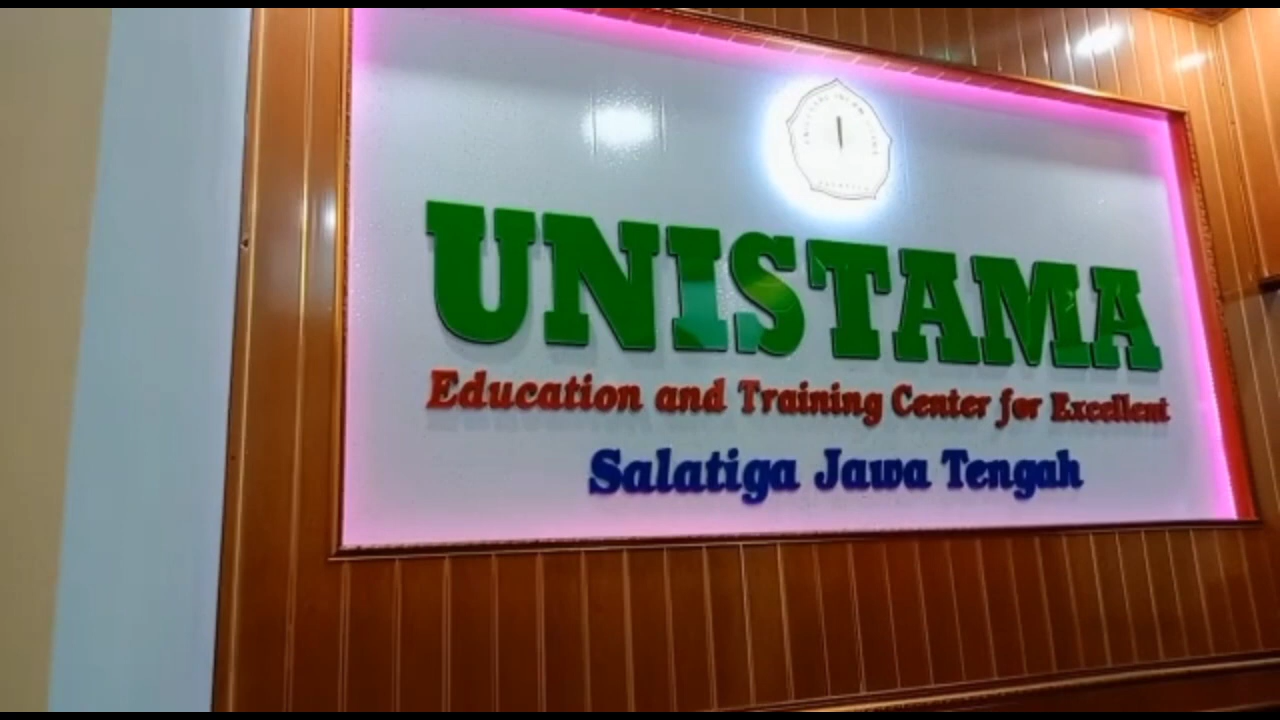 UNISTAMA
Education and Training Center for Excellent
Salatiga Jawa Tengah